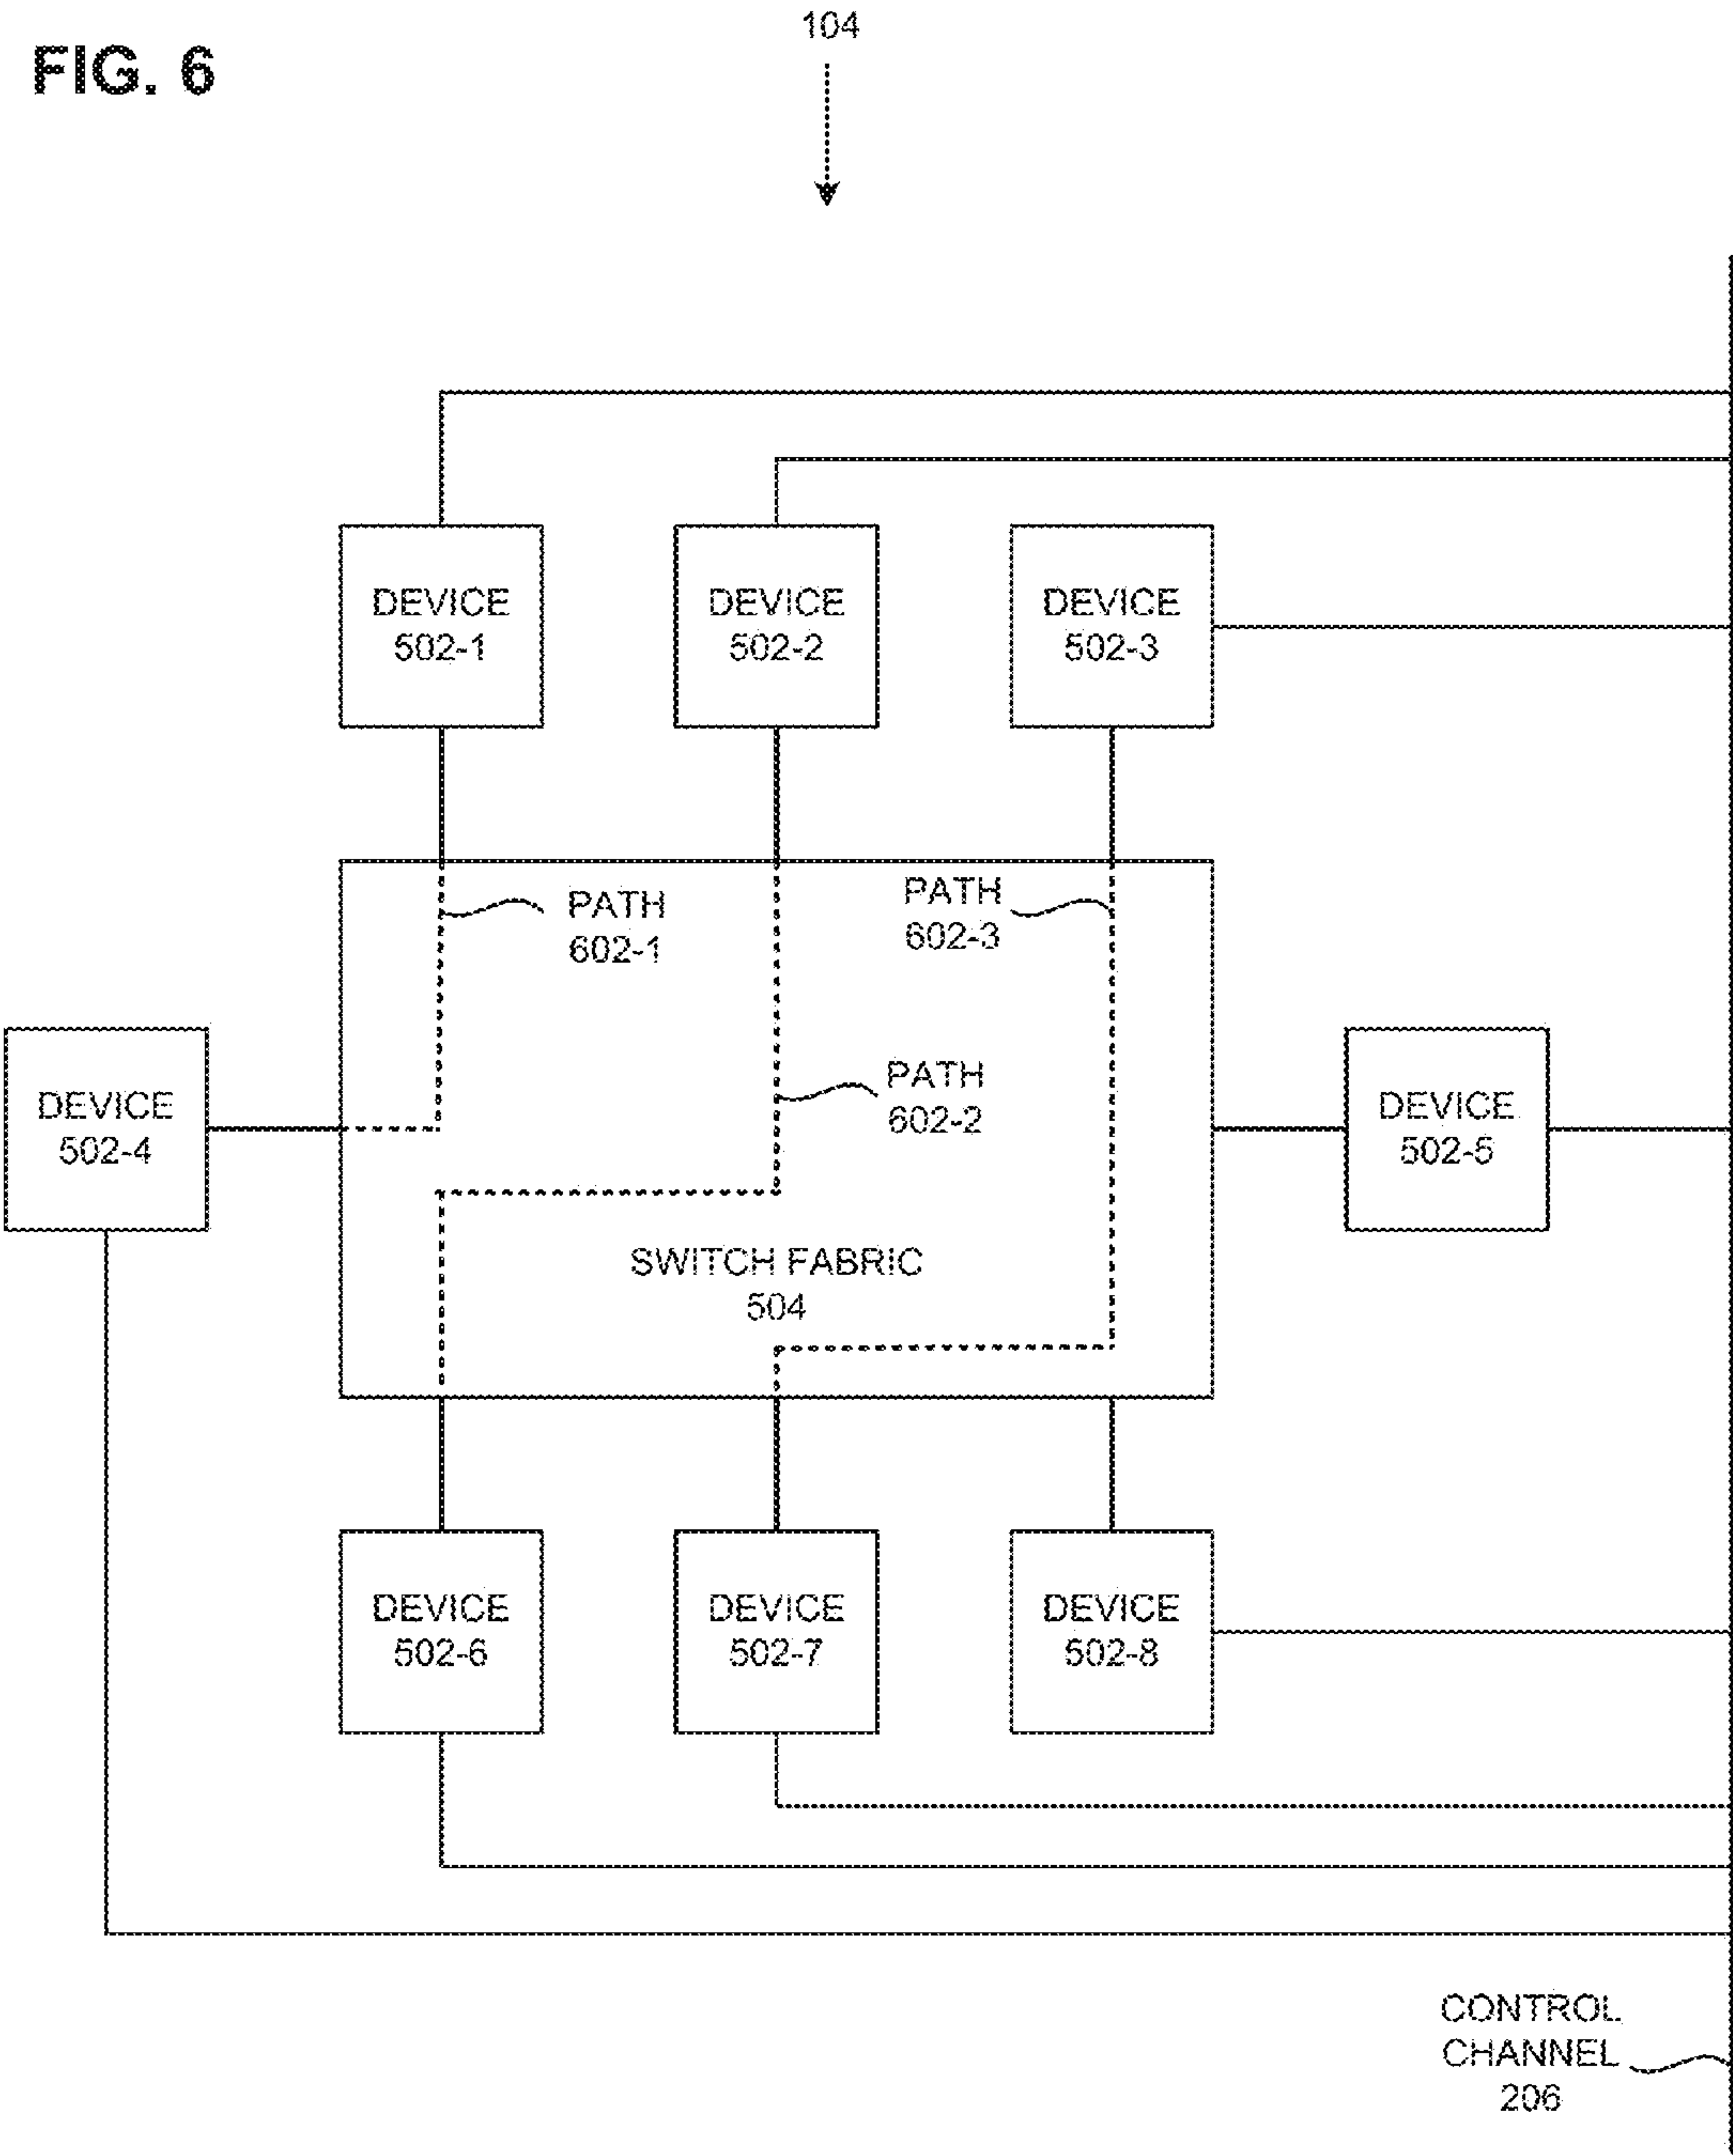 FIG. 6
104
DEVICE
502-1
DEVICE
502-2
DEVICE
502-3
PATH
602-1
PATH
602-3
DEVICE
502-4
PATH
602-2
DEVICE
502-5
SWITCH FABRIC
504
DEVICE
502-6
DEVICE
502-7
DEVICE
502-8
CONTROL
CHANNEL
206